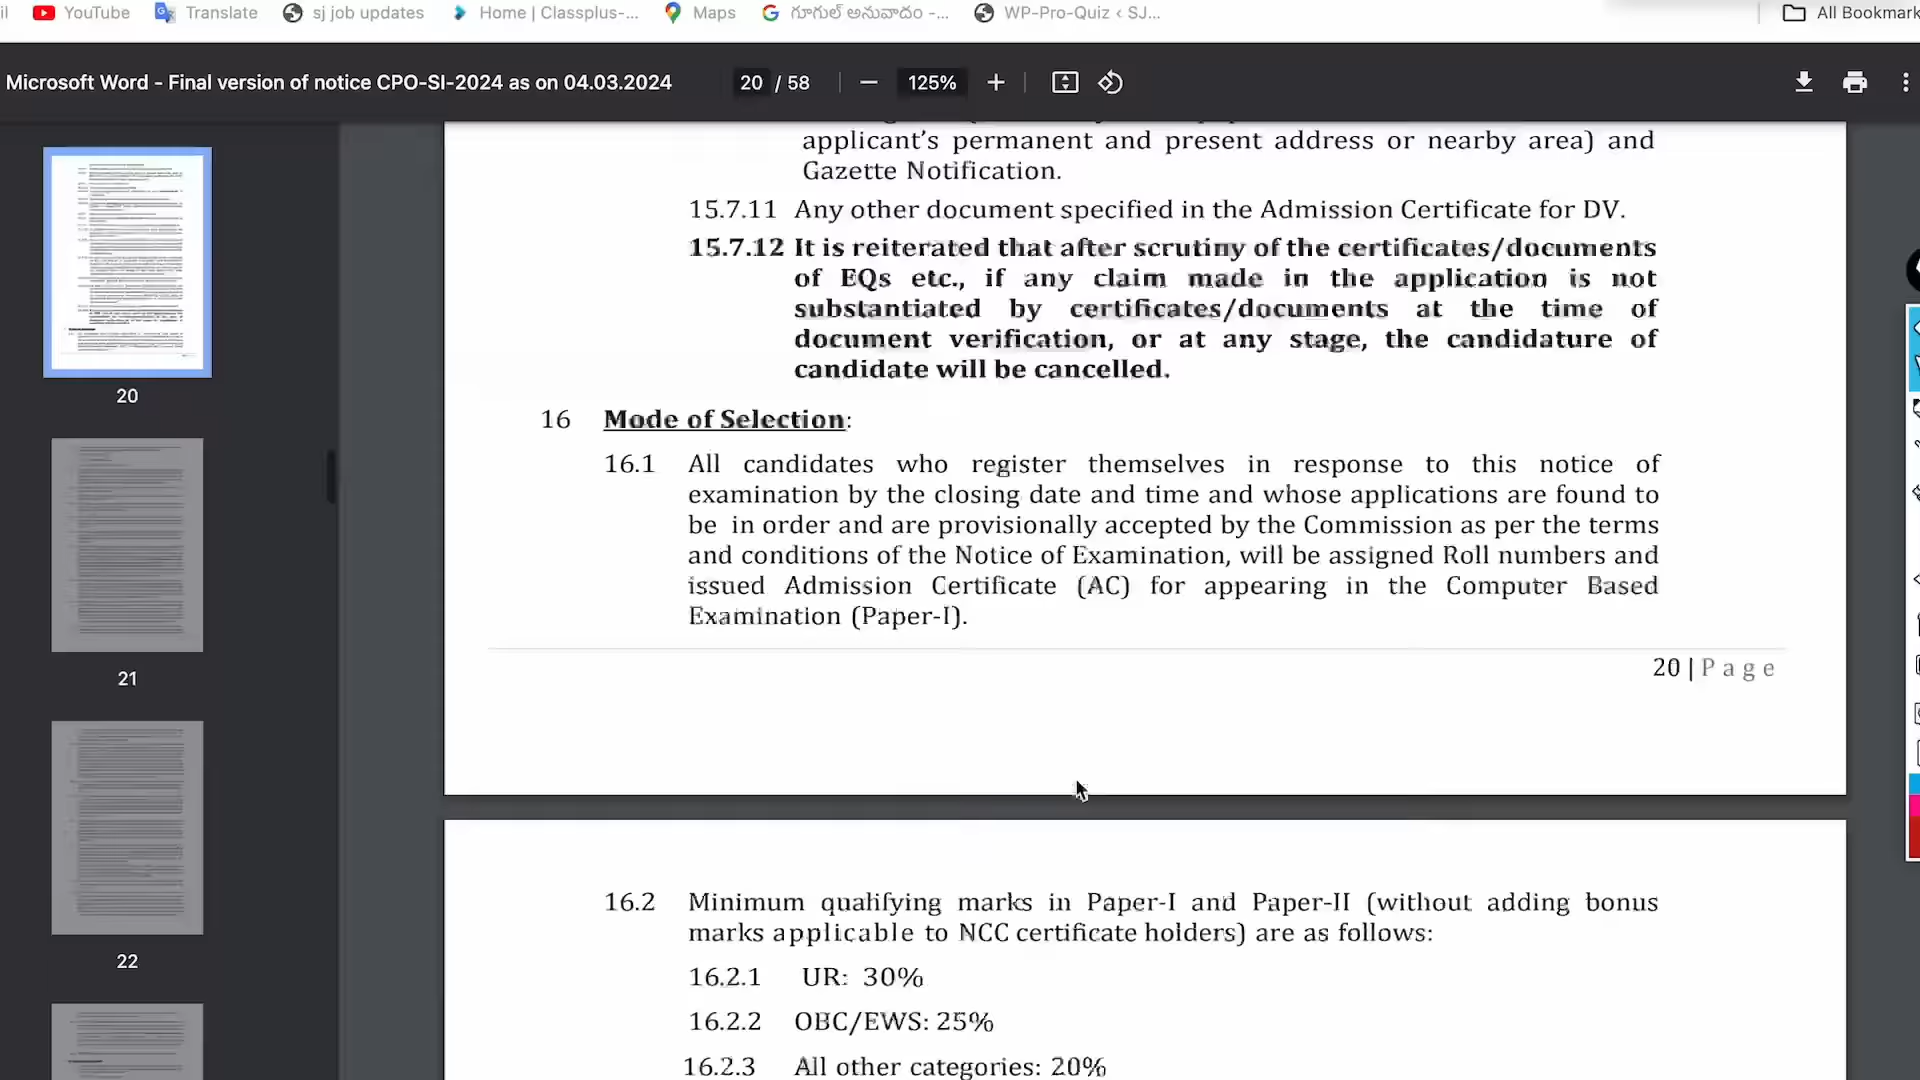 YouTube Translate sj job updates Home | Classplus-... Maps గూగుల్ అనువాదం -... WP-Pro-Quiz < SJ... All Bookmark
Microsoft Word - Final version of notice CPO-SI-2024 as on 04.03.2024 20 / 58 125%
applicant's permanent and present address or nearby area) and
Gazette Notification.
15.7.11 Any other document specified in the Admission Certificate for DV.
15.7.12 It is reiterated that after scrutiny of the certificates/documents
of EQs etc., if any claim made in the application is not
substantiated by certificates/documents at the time of
document verification, or at any stage, the candidature of
candidate will be cancelled.
16 Mode of Selection:
16.1 All candidates who register themselves in response to this notice of
examination by the closing date and time and whose applications are found to
be in order and are provisionally accepted by the Commission as per the terms
and conditions of the Notice of Examination, will be assigned Roll numbers and
issued Admission Certificate (AC) for appearing in the Computer Based
Examination (Paper-I).
20 | P a g e
16.2 Minimum qualifying marks in Paper-I and Paper-II (without adding bonus
marks applicable to NCC certificate holders) are as follows:
16.2.1 UR: 30%
16.2.2 OBC/EWS: 25%
16.2.3 All other categories: 20%
20
21
22